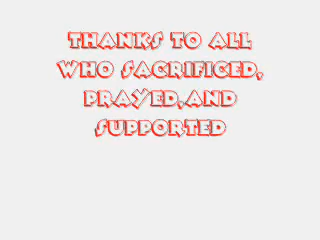 THANKS TO ALL
WHO SACRIFICED,
PRAYED,AND
SUPPORTED